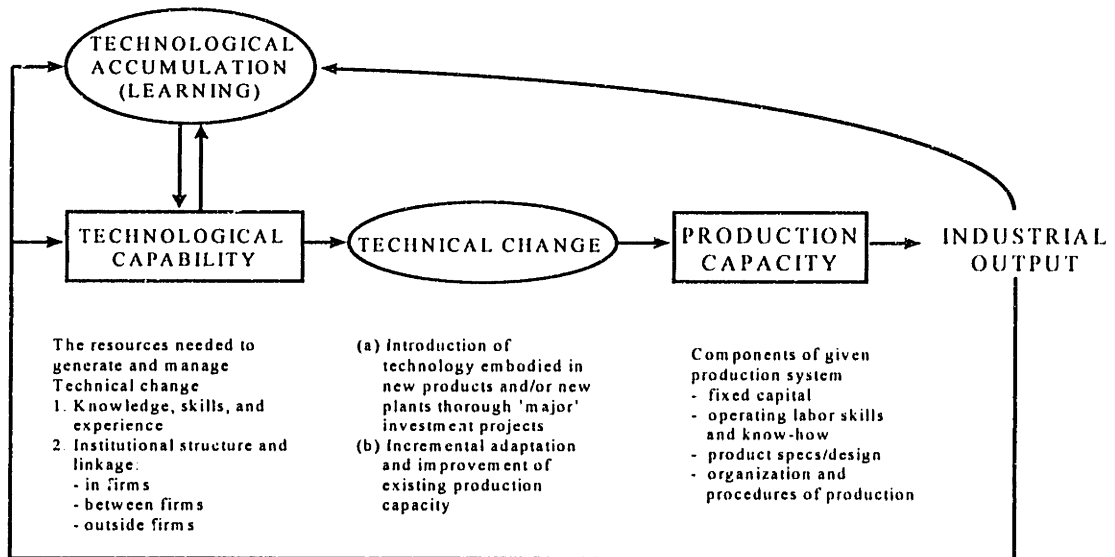 TECHNOLOGICAL
ACCUMULATION
(LEARNING)
TECHNOLOGICAL
CAPABILITY
TECHNICAL CHANGE
PRODUCTION
CAPACITY
INDUSTRIAL
OUTPUT
The resources needed to
generate and manage
Technical change
1. Knowledge, skills, and
experience
2. Institutional structure and
linkage:
- in firms
- between firms
- outside firms
(a) Introduction of
technology embodied in
new products and/or new
plants thorough 'major'
investment projects
(b) Incremental adaptation
and improvement of
existing production
capacity
Components of given
production system
- fixed capital
- operating labor skills
and know-how
- product specs/design
- organization and
procedures of production